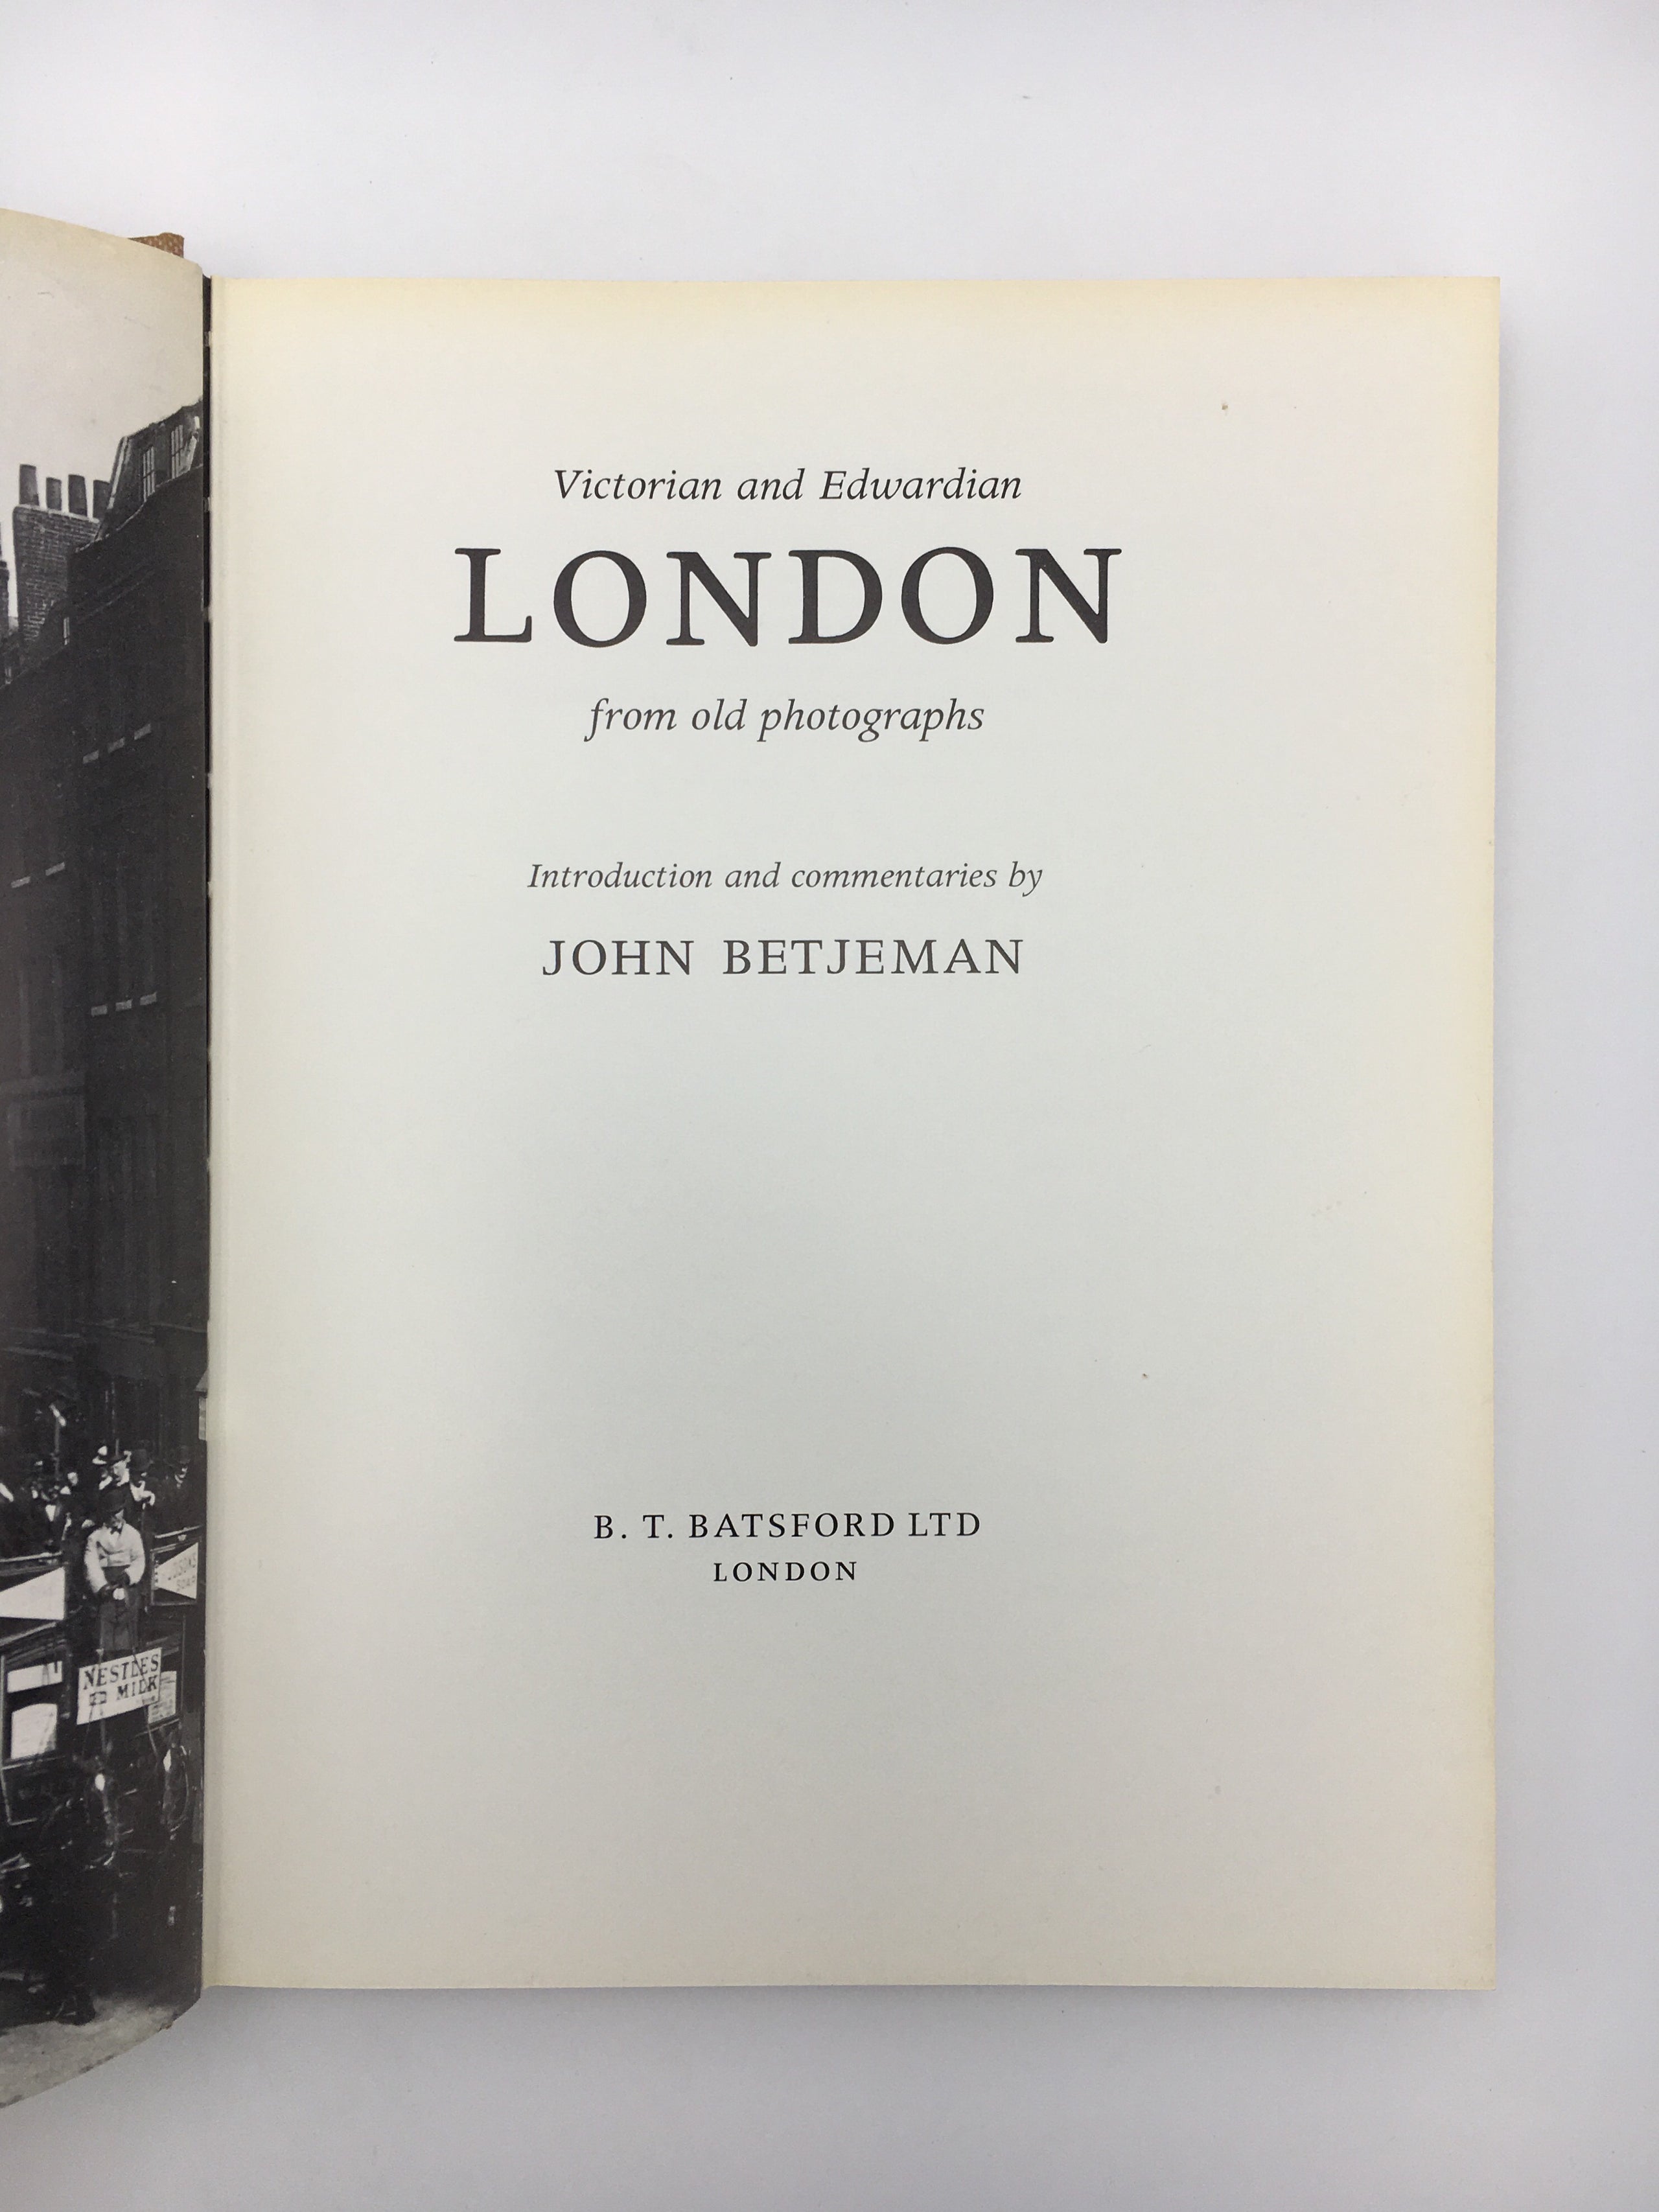 Victorian and Edwardian
LONDON
from old photographs
Introduction and commentaries by
JOHN BETJEMAN
B. T. BATSFORD LTD
LONDON
NESTLES
MILK